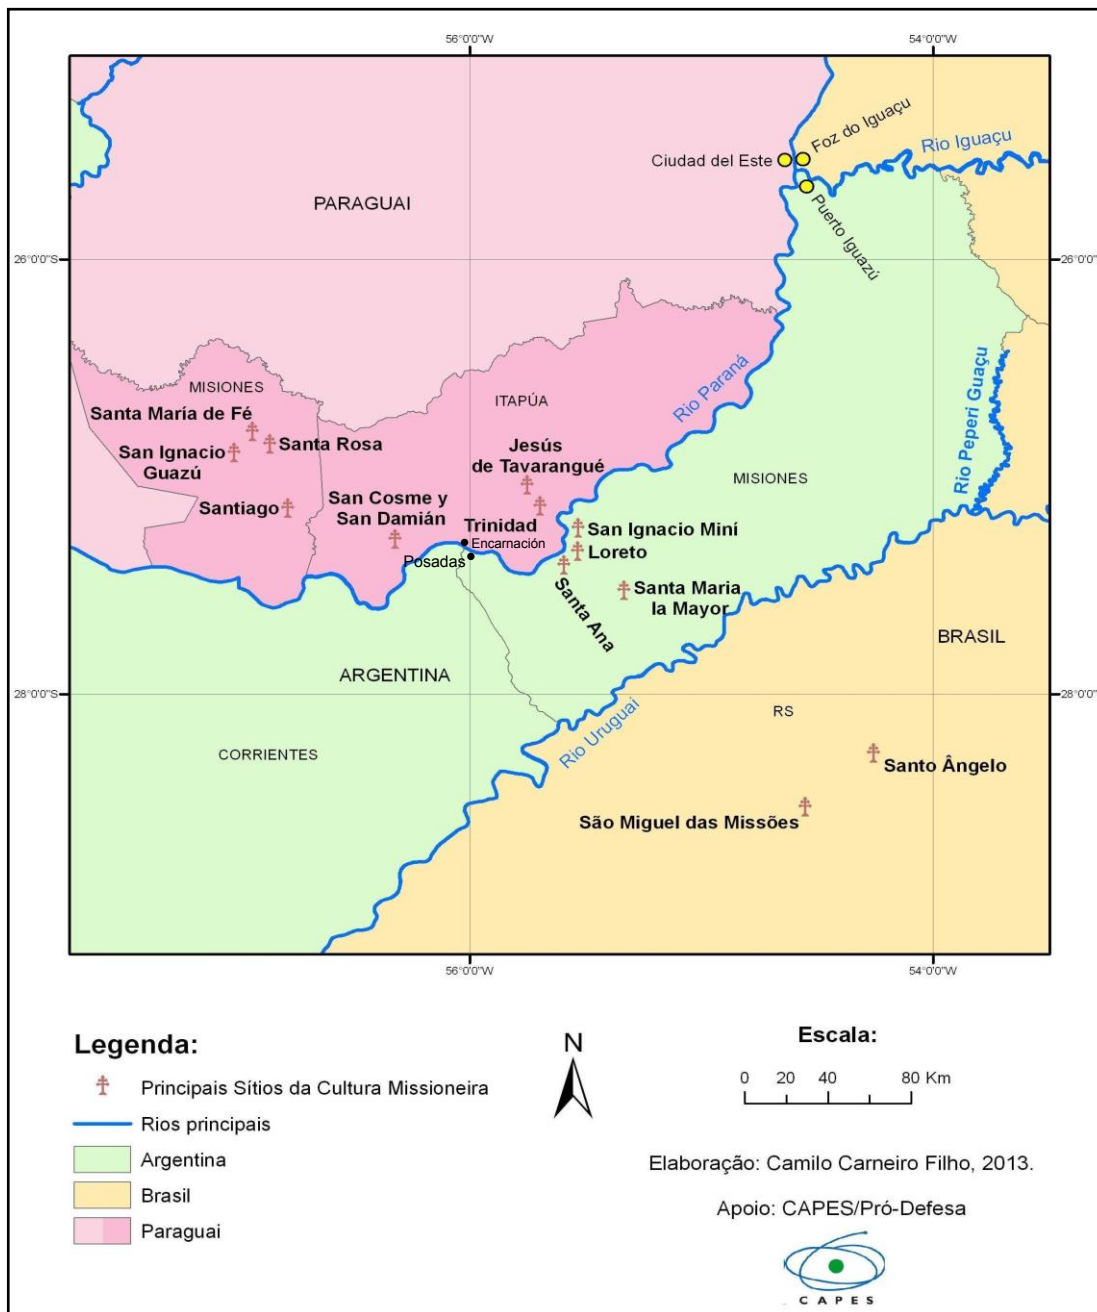 56°0'0"W
54°0'0"W
Foz do Iguaçu
Rio Iguaçu
Ciudad del Este
Puerto Iguazú
PARAGUAI
26°0'0"S
26°0'0"S
Rio Paraná
Rio Peperi Guaçu
MISIONES
ITAPÚA
Santa María de Fé
Santa Rosa
San Ignacio
Guazú
Jesús
de Tavarangué
MISIONES
Santiago
San Cosme y
San Damián
Trinidad
Encarnación
Posadas
San Ignacio Miní
Loreto
Santa Ana
Santa Maria
la Mayor
BRASIL
ARGENTINA
28°0'0"S
28°0'0"S
Rio Uruguai
RS
CORRIENTES
Santo Ângelo
São Miguel das Missões
56°0'0"W
54°0'0"W
Legenda:
Principais Sítios da Cultura Missioneira
Rios principais
Argentina
Brasil
Paraguai
N
Escala:
0 20 40 80 Km
Elaboração: Camilo Carneiro Filho, 2013.
Apoio: CAPES/Pró-Defesa
CAPES